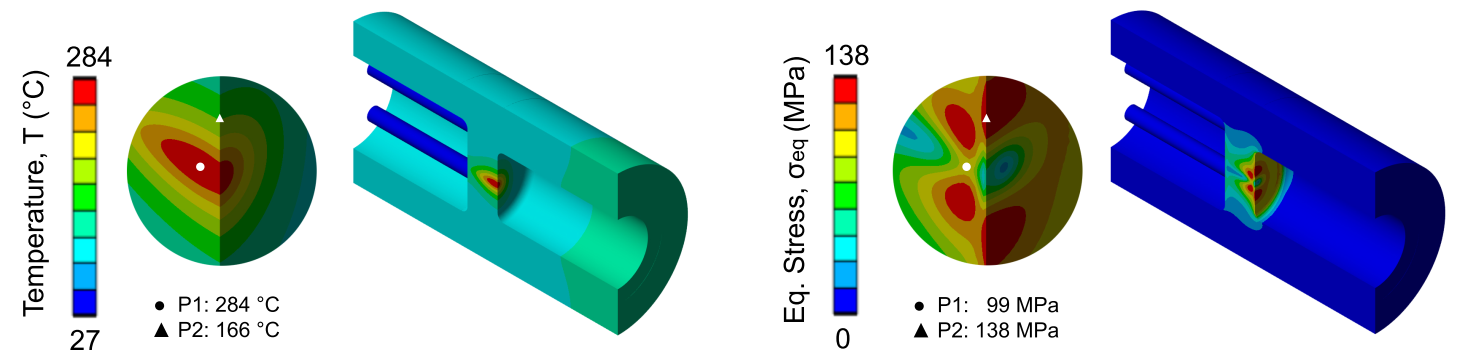 Temperature, T (°C)
284
27
● P1: 284 °C
▲ P2: 166 °C
Eq. Stress, σeq (MPa)
138
0
● P1: 99 MPa
▲ P2: 138 MPa